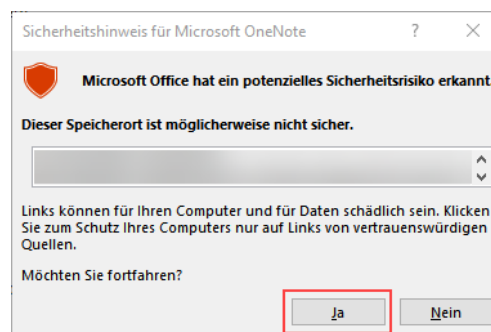 Sicherheitshinweis für Microsoft OneNote
Microsoft Office hat ein potenzielles Sicherheitsrisiko erkannt
Dieser Speicherort ist möglicherweise nicht sicher.
Links können für Ihren Computer und für Daten schädlich sein. Klicken
Sie zum Schutz Ihres Computers nur auf Links von vertrauenswürdigen
Quellen.
Möchten Sie fortfahren?
Ja
Nein